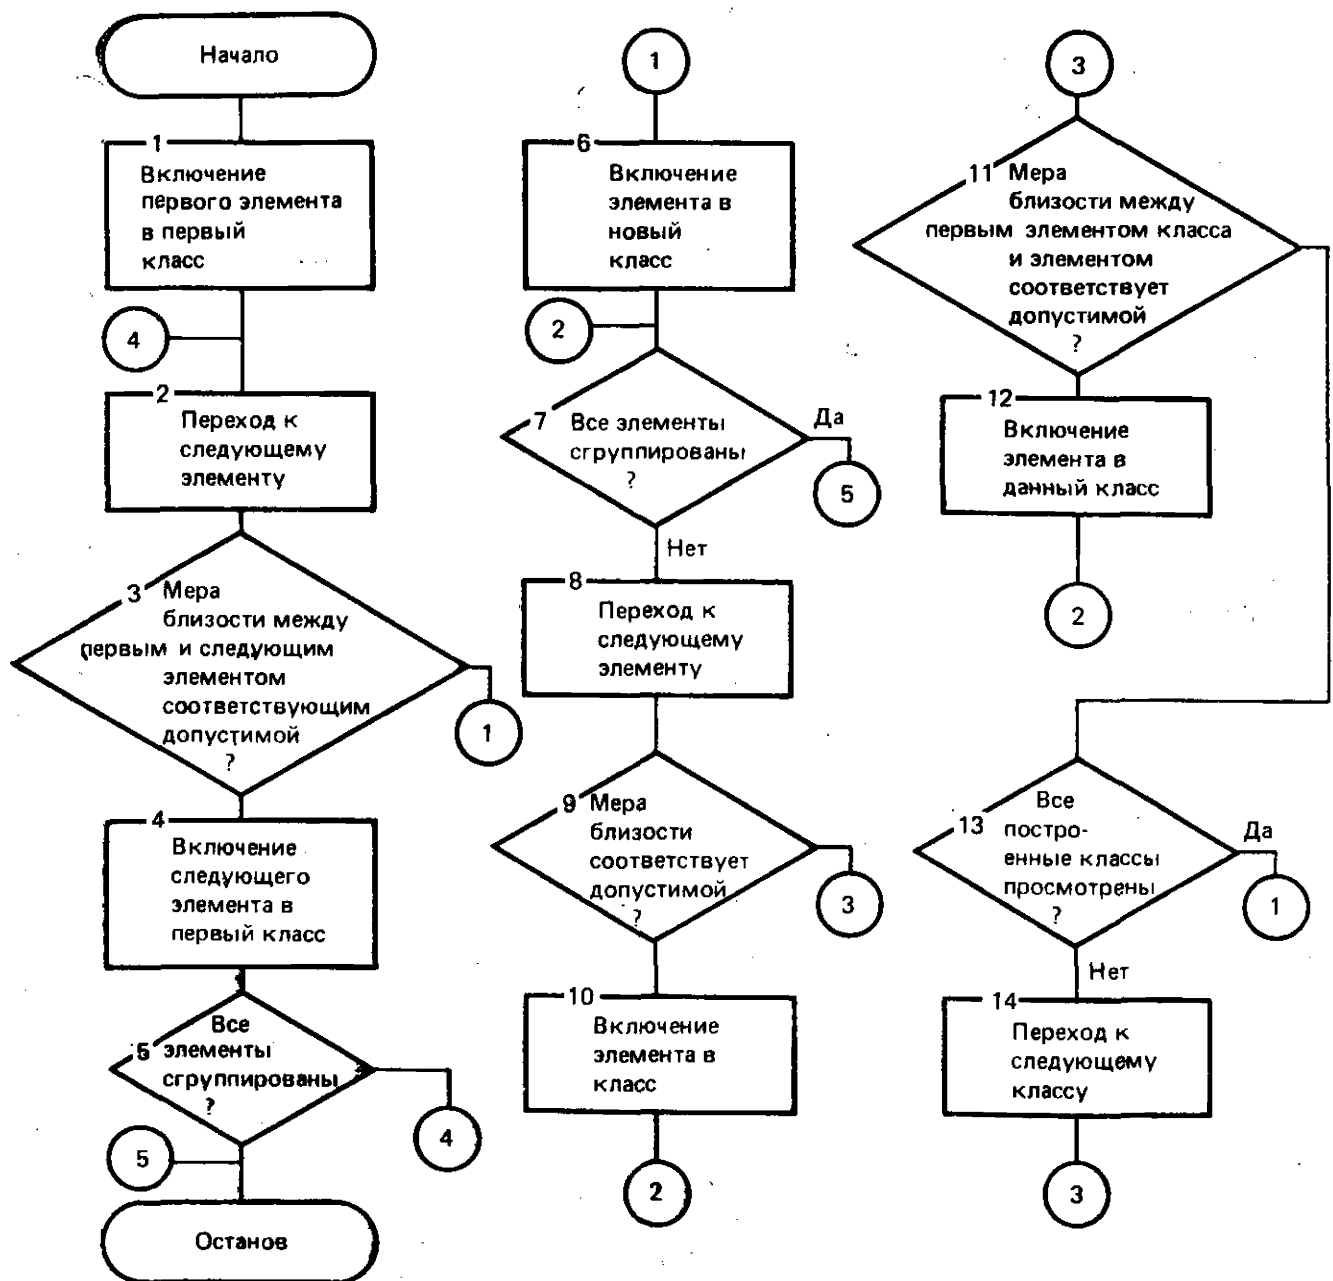 Начало
1
Включение
первого элемента
в первый
класс
4
2
Переход к
следующему
элементу
3 Мера
близости между
первым и следующим
элементом
соответствующим
допустимой
?
1
4
Включение
следующего
элемента в
первый класс
Все
5 элементы
сгруппированы
?
4
5
Останов
1
6
Включение
элемента в
новый
класс
2
7 Все элементы
сгруппированы
?
Да
5
Нет
8
Переход к
следующему
элементу
9 Мера
близости
соответствует
допустимой
?
3
10
Включение
элемента в
класс
2
3
11 Мера
близости между
первым элементом класса
и элементом
соответствует
допустимой
?
12
Включение
элемента в
данный класс
2
Все
13 постро-
енные классы
просмотрены
?
Да
1
Нет
14
Переход к
следующему
классу
3